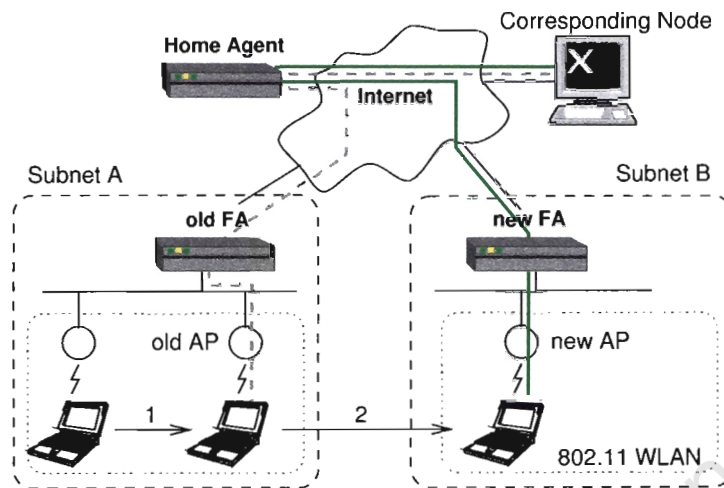 Corresponding Node
Home Agent
X
Internet
Subnet A
Subnet B
old FA
new FA
old AP
new AP
1
2
802.11 WLAN